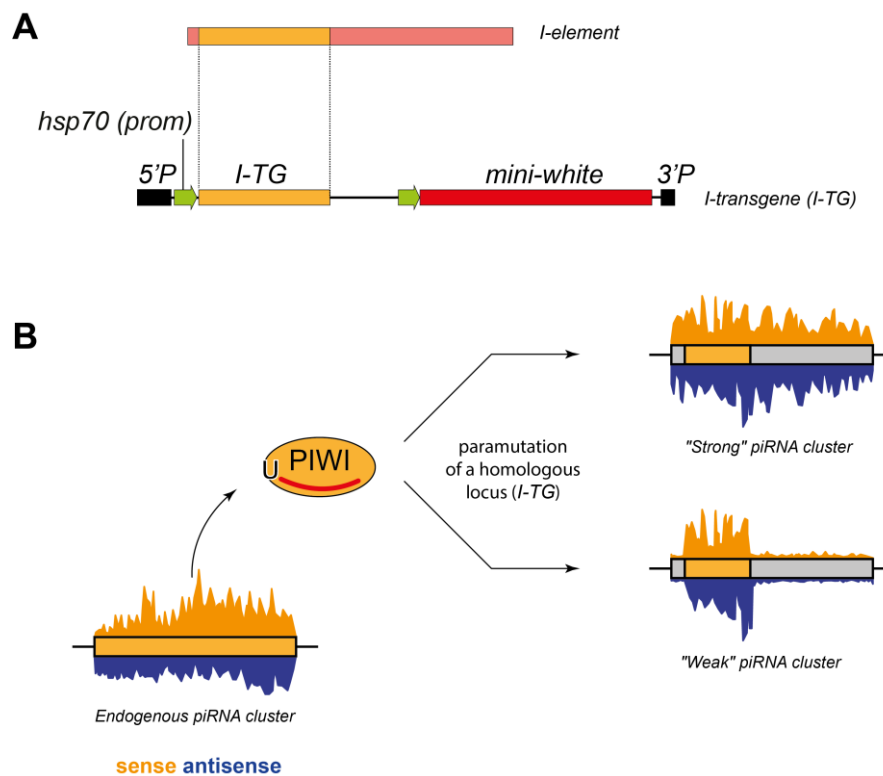 A
I-element
hsp70 (prom)
5'P I-TG mini-white 3'P
I-transgene (I-TG)
B
U PIWI
paramutation
of a homologous
locus (I-TG)
"Strong" piRNA cluster
"Weak" piRNA cluster
Endogenous piRNA cluster
sense antisense